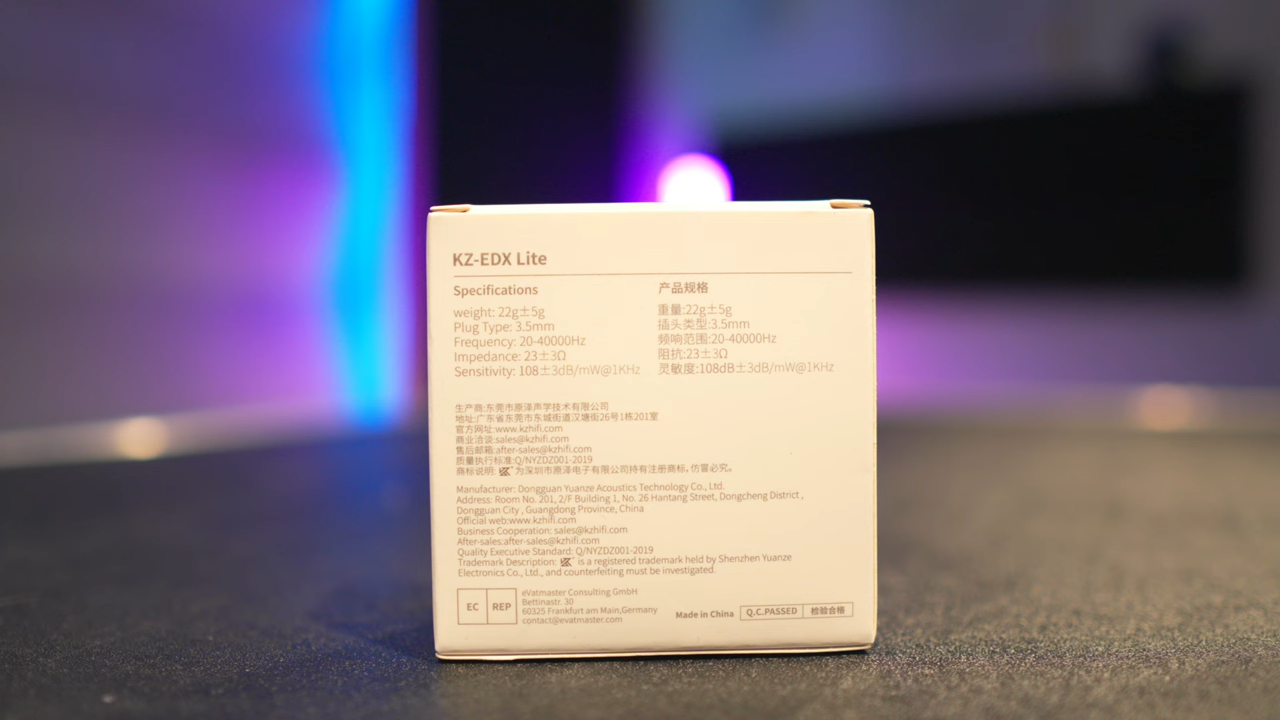 KZ-EDX Lite
Specifications
weight: 22g±5g
Plug Type: 3.5mm
Frequency: 20-40000Hz
Impedance: 23±3Ω
Sensitivity: 108±3dB/mW@1KHz
产品规格
重量:22g±5g
插头类型:3.5mm
频响范围:20-40000Hz
阻抗:23±3Ω
灵敏度:108dB±3dB/mW@1KHz
生产商:东莞市原泽声学技术有限公司
地址:广东省东莞市东城街道汉塘街26号1栋201室
官方网址:www.kzhifi.com
商业洽谈:sales@kzhifi.com
售后邮箱:after-sales@kzhifi.com
质量执行标准:Q/NYZDZ001-2019
商标说明: KZ 为深圳市原泽电子有限公司持有注册商标，仿冒必究。
Manufacturer: Dongguan Yuanze Acoustics Technology Co., Ltd.
Address: Room No. 201, 2/F Building 1, No. 26 Hantang Street, Dongcheng District ,
Dongguan City , Guangdong Province, China
Official web:www.kzhifi.com
Business Cooperation: sales@kzhifi.com
After-sales:after-sales@kzhifi.com
Quality Executive Standard: Q/NYZDZ001-2019
Trademark Description: KZ is a registered trademark held by Shenzhen Yuanze
Electronics Co., Ltd., and counterfeiting must be investigated.
EC REP
eVatmaster Consulting GmbH
Bettinastr. 30
60325 Frankfurt am Main,Germany
contact@evatmaster.com
Made in China
Q.C.PASSED 检验合格